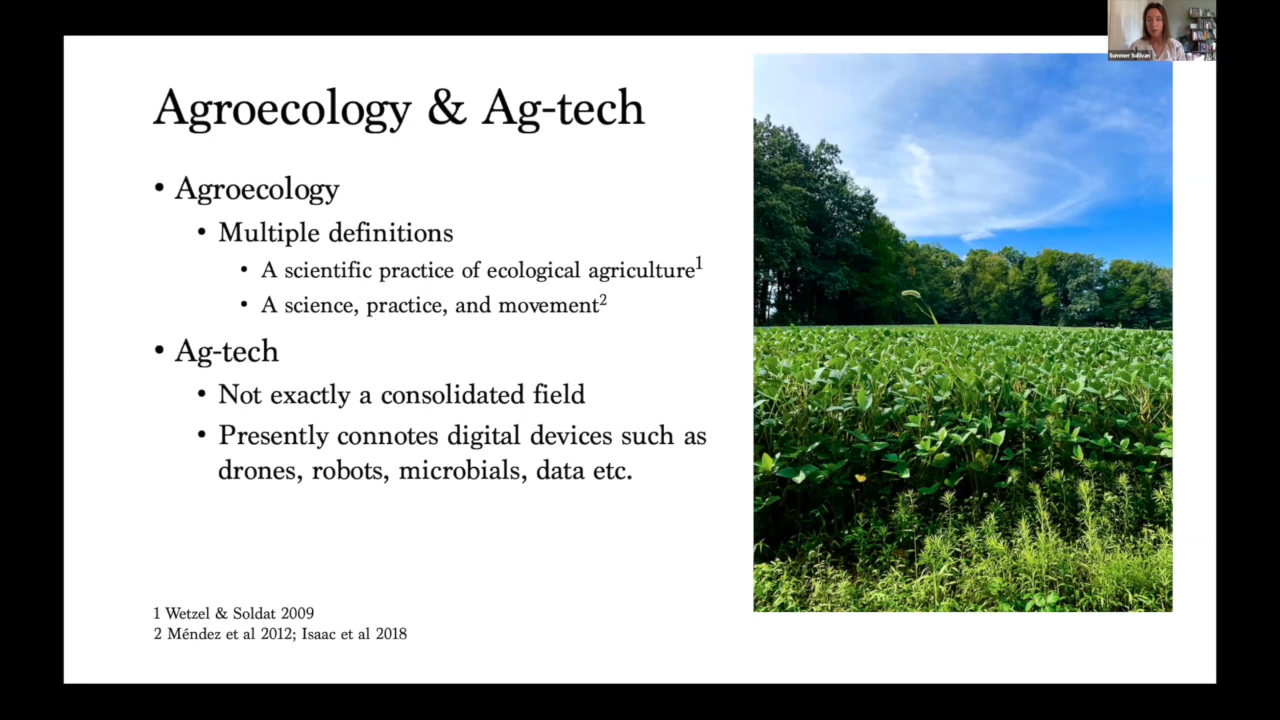 Summer Sullivan
Agroecology & Ag-tech
• Agroecology
• Multiple definitions
• A scientific practice of ecological agriculture1
• A science, practice, and movement2
• Ag-tech
• Not exactly a consolidated field
• Presently connotes digital devices such as
drones, robots, microbials, data etc.
1 Wetzel & Soldat 2009
2 Méndez et al 2012; Isaac et al 2018